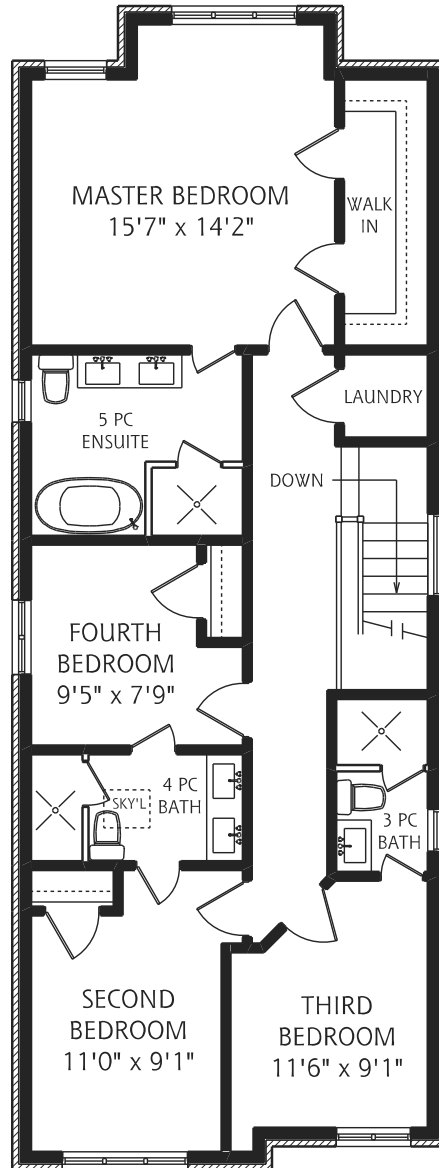 MASTER BEDROOM
15'7" x 14'2"
WALK
IN
LAUNDRY
5 PC
ENSUITE
DOWN
FOURTH
BEDROOM
9'5" x 7'9"
SKY'L
4 PC
BATH
3 PC
BATH
SECOND
BEDROOM
11'0" x 9'1"
THIRD
BEDROOM
11'6" x 9'1"